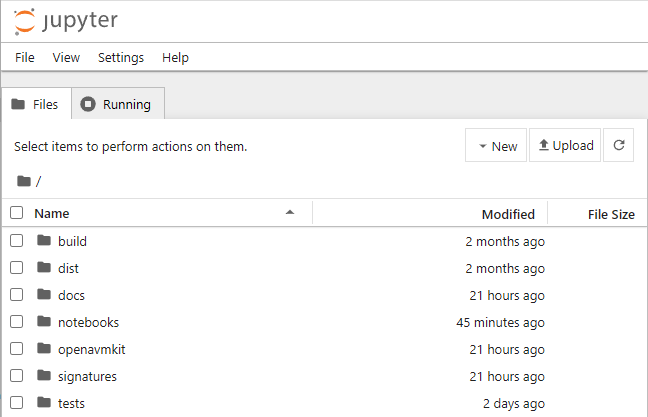 jupyter
File View Settings Help
Files Running
Select items to perform actions on them. New Upload
/
Name Modified File Size
build 2 months ago
dist 2 months ago
docs 21 hours ago
notebooks 45 minutes ago
openavmkit 21 hours ago
signatures 21 hours ago
tests 2 days ago